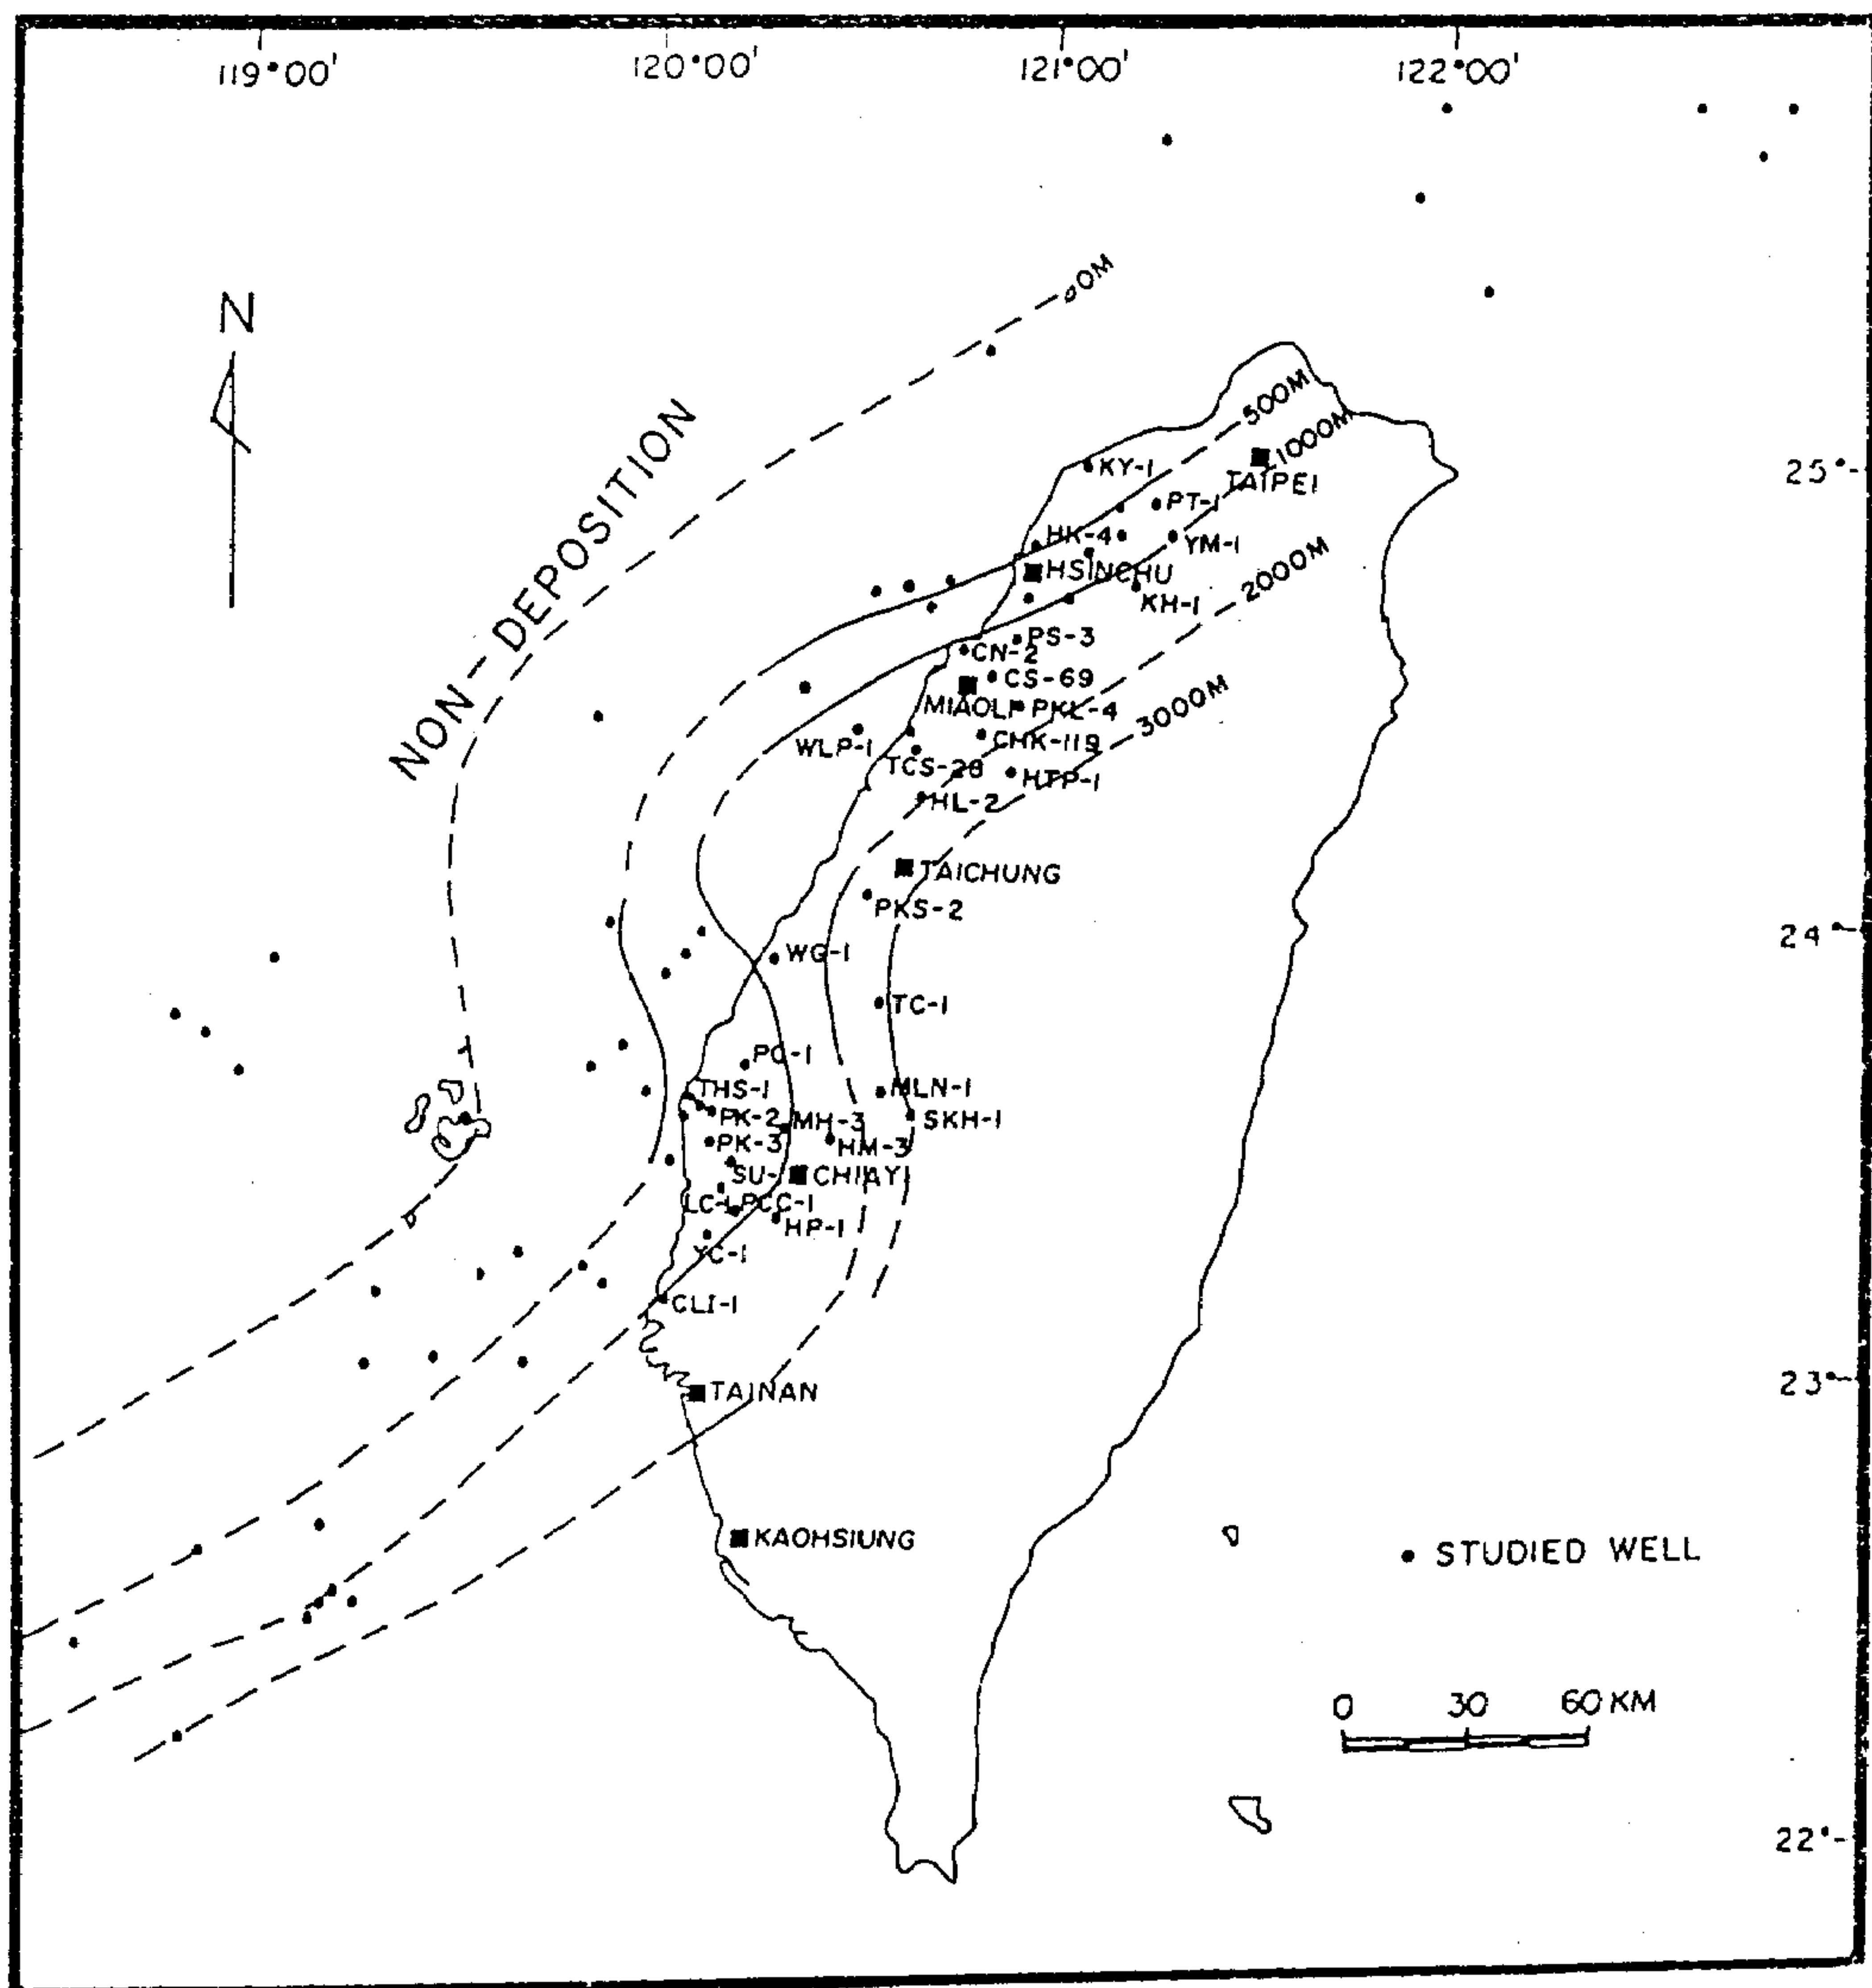 119°00' 120°00' 121°00' 122°00'
0M
N
NON-DEPOSITION
500M
1000M
TAIPEI
KY-1
25°
PT-1
HK-4
YM-1
2000M
HSINCHU
KH-1
PS-3
CN-2
CS-69
3000M
MIAOLI PKL-4
WLP-1
CHK-119
TCS-28
HTP-1
HL-2
TAICHUNG
PKS-2
24°
WG-1
TC-1
PC-1
THS-1
MLN-1
PK-2
MH-3
SKH-1
PK-3
HM-3
SU-
CHIAYI
LC-1 PCC-1
HP-1
YC-1
CLI-1
23°
TAINAN
KAOHSIUNG
STUDIED WELL
0 30 60 KM
22°